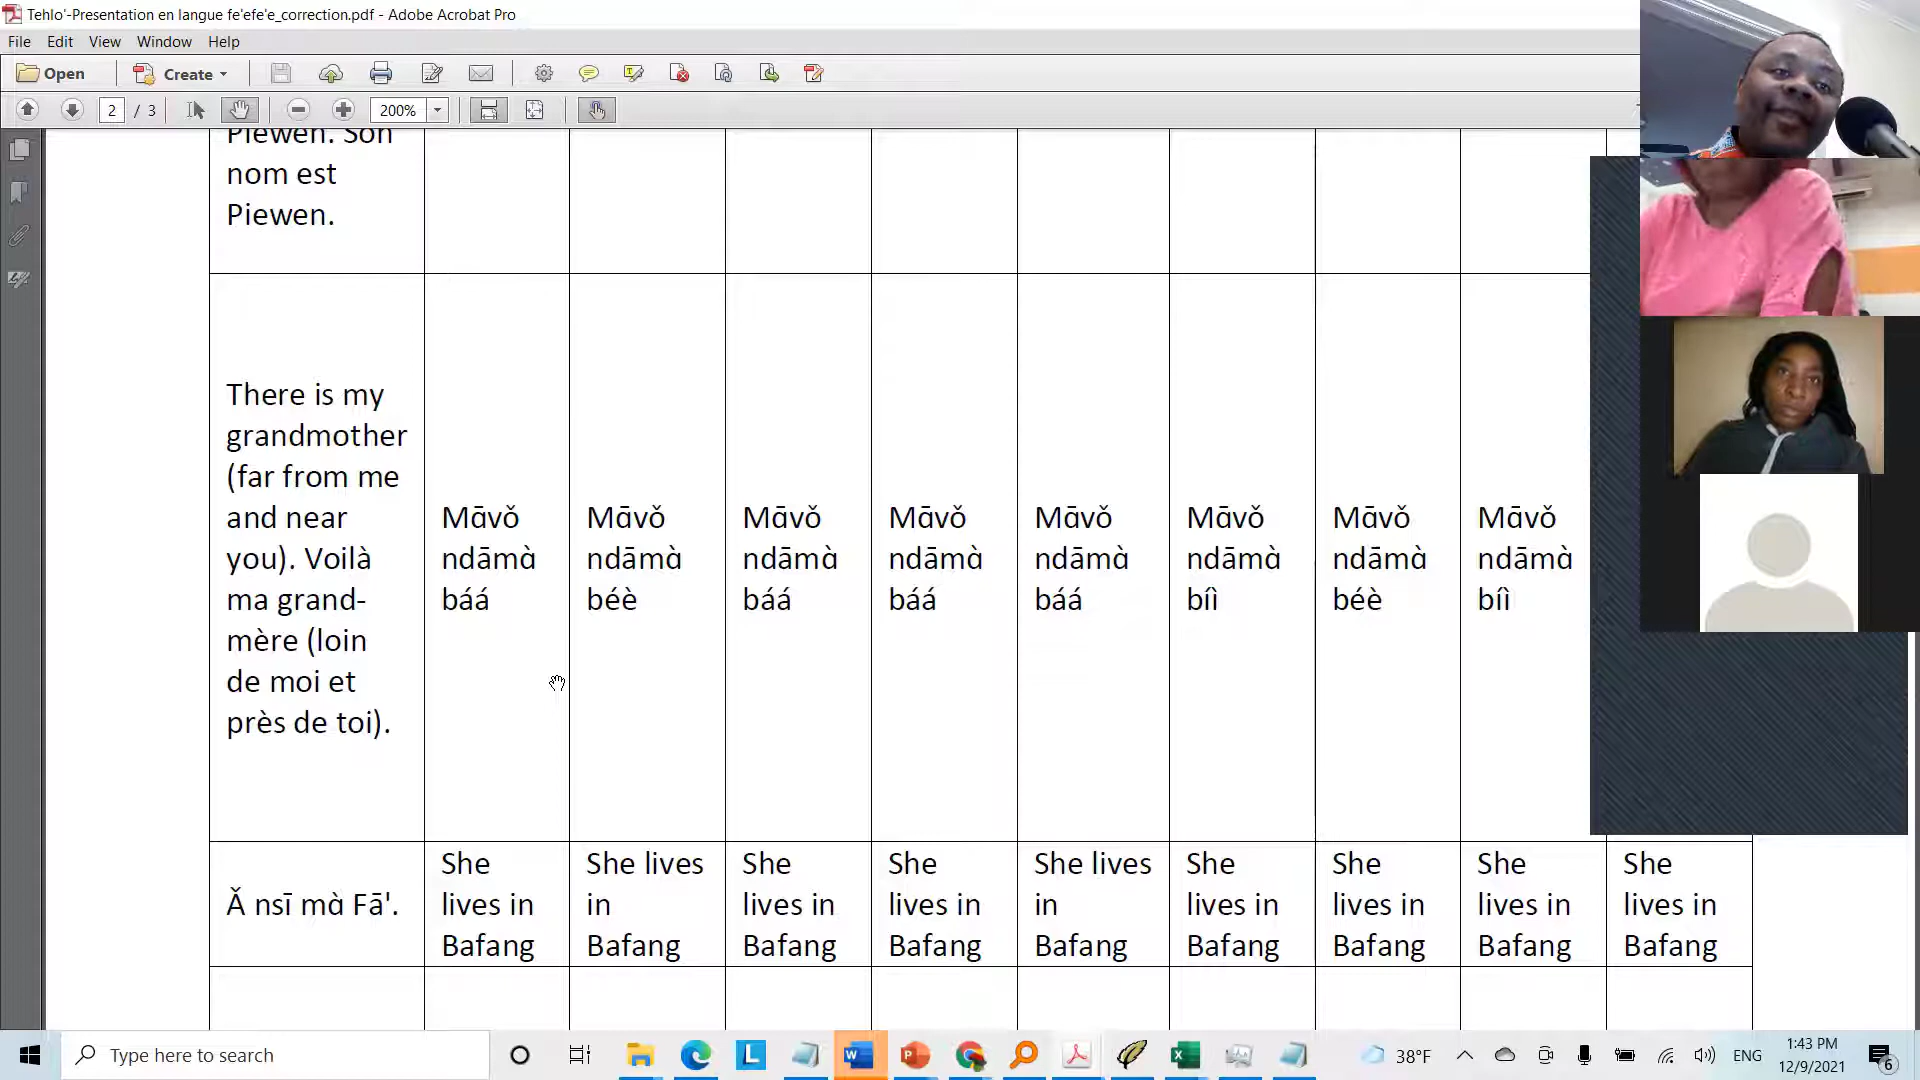 Tehlo'-Presentation en langue fe'efe'e_correction.pdf - Adobe Acrobat Pro
File Edit View Window Help
Open Create
2 / 3 200%
Piewen. Son
nom est
Piewen.
There is my
grandmother
(far from me
and near
you). Voilà
ma grand-
mère (loin
de moi et
près de toi).
Māvǒ
ndāmà
báá
Māvǒ
ndāmà
béè
Māvǒ
ndāmà
báá
Māvǒ
ndāmà
báá
Māvǒ
ndāmà
báá
Māvǒ
ndāmà
bíì
Māvǒ
ndāmà
béè
Māvǒ
ndāmà
bíì
Ǎ nsī mà Fā'.
She
lives in
Bafang
She lives
in
Bafang
She
lives in
Bafang
She
lives in
Bafang
She lives
in
Bafang
She
lives in
Bafang
She
lives in
Bafang
She
lives in
Bafang
She
lives in
Bafang
Type here to search
38°F
ENG
1:43 PM
12/9/2021
6